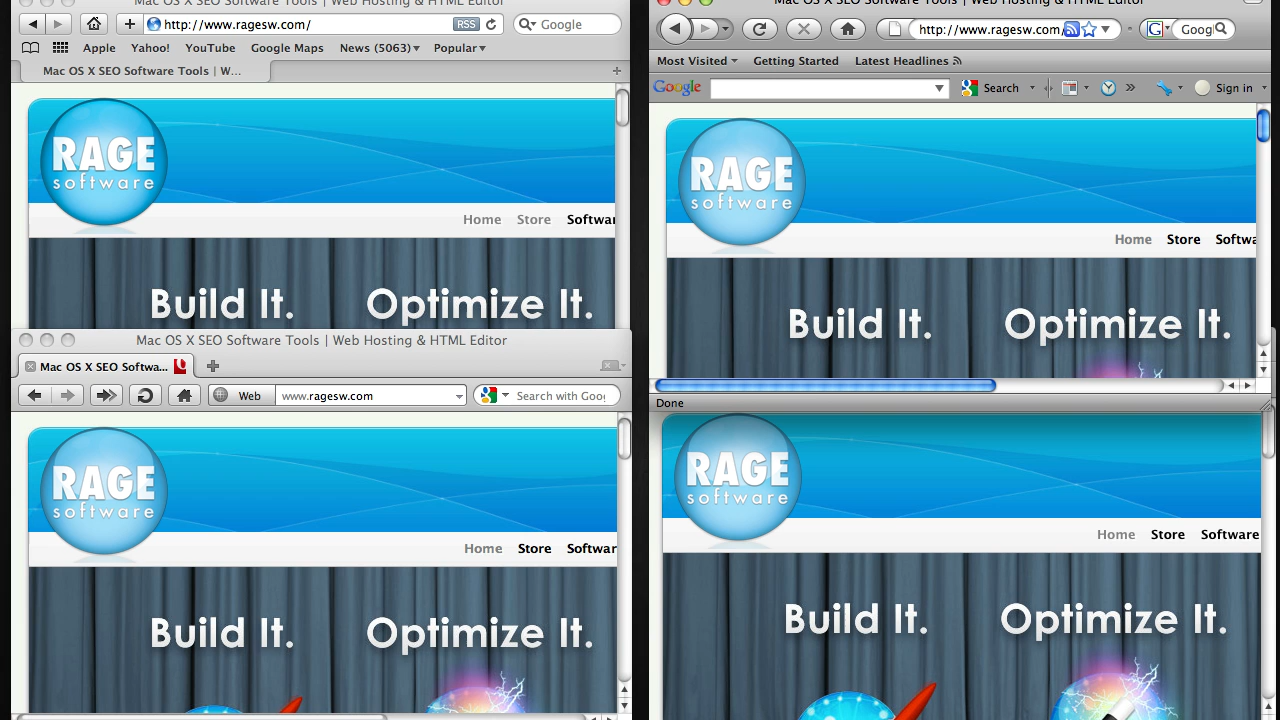 Mac OS X SEO Software Tools | Web Hosting & HTML Editor
http://www.ragesw.com/ RSS Google
Apple Yahoo! YouTube Google Maps News (5063) Popular
Mac OS X SEO Software Tools | W...
RAGE
software
Home Store Softwar
Build It. Optimize It.
Mac OS X SEO Software Tools | Web Hosting & HTML Editor
Mac OS X SEO Softwa...
Web www.ragesw.com Search with Goog
RAGE
software
Home Store Softwar
Build It. Optimize It.
Mac OS X SEO Software Tools | Web Hosting & HTML Editor
http://www.ragesw.com/ G Googl
Most Visited Getting Started Latest Headlines
Google Search Sign in
RAGE
software
Home Store Softwa
Build It. Optimize It.
Done
RAGE
software
Home Store Software
Build It. Optimize It.